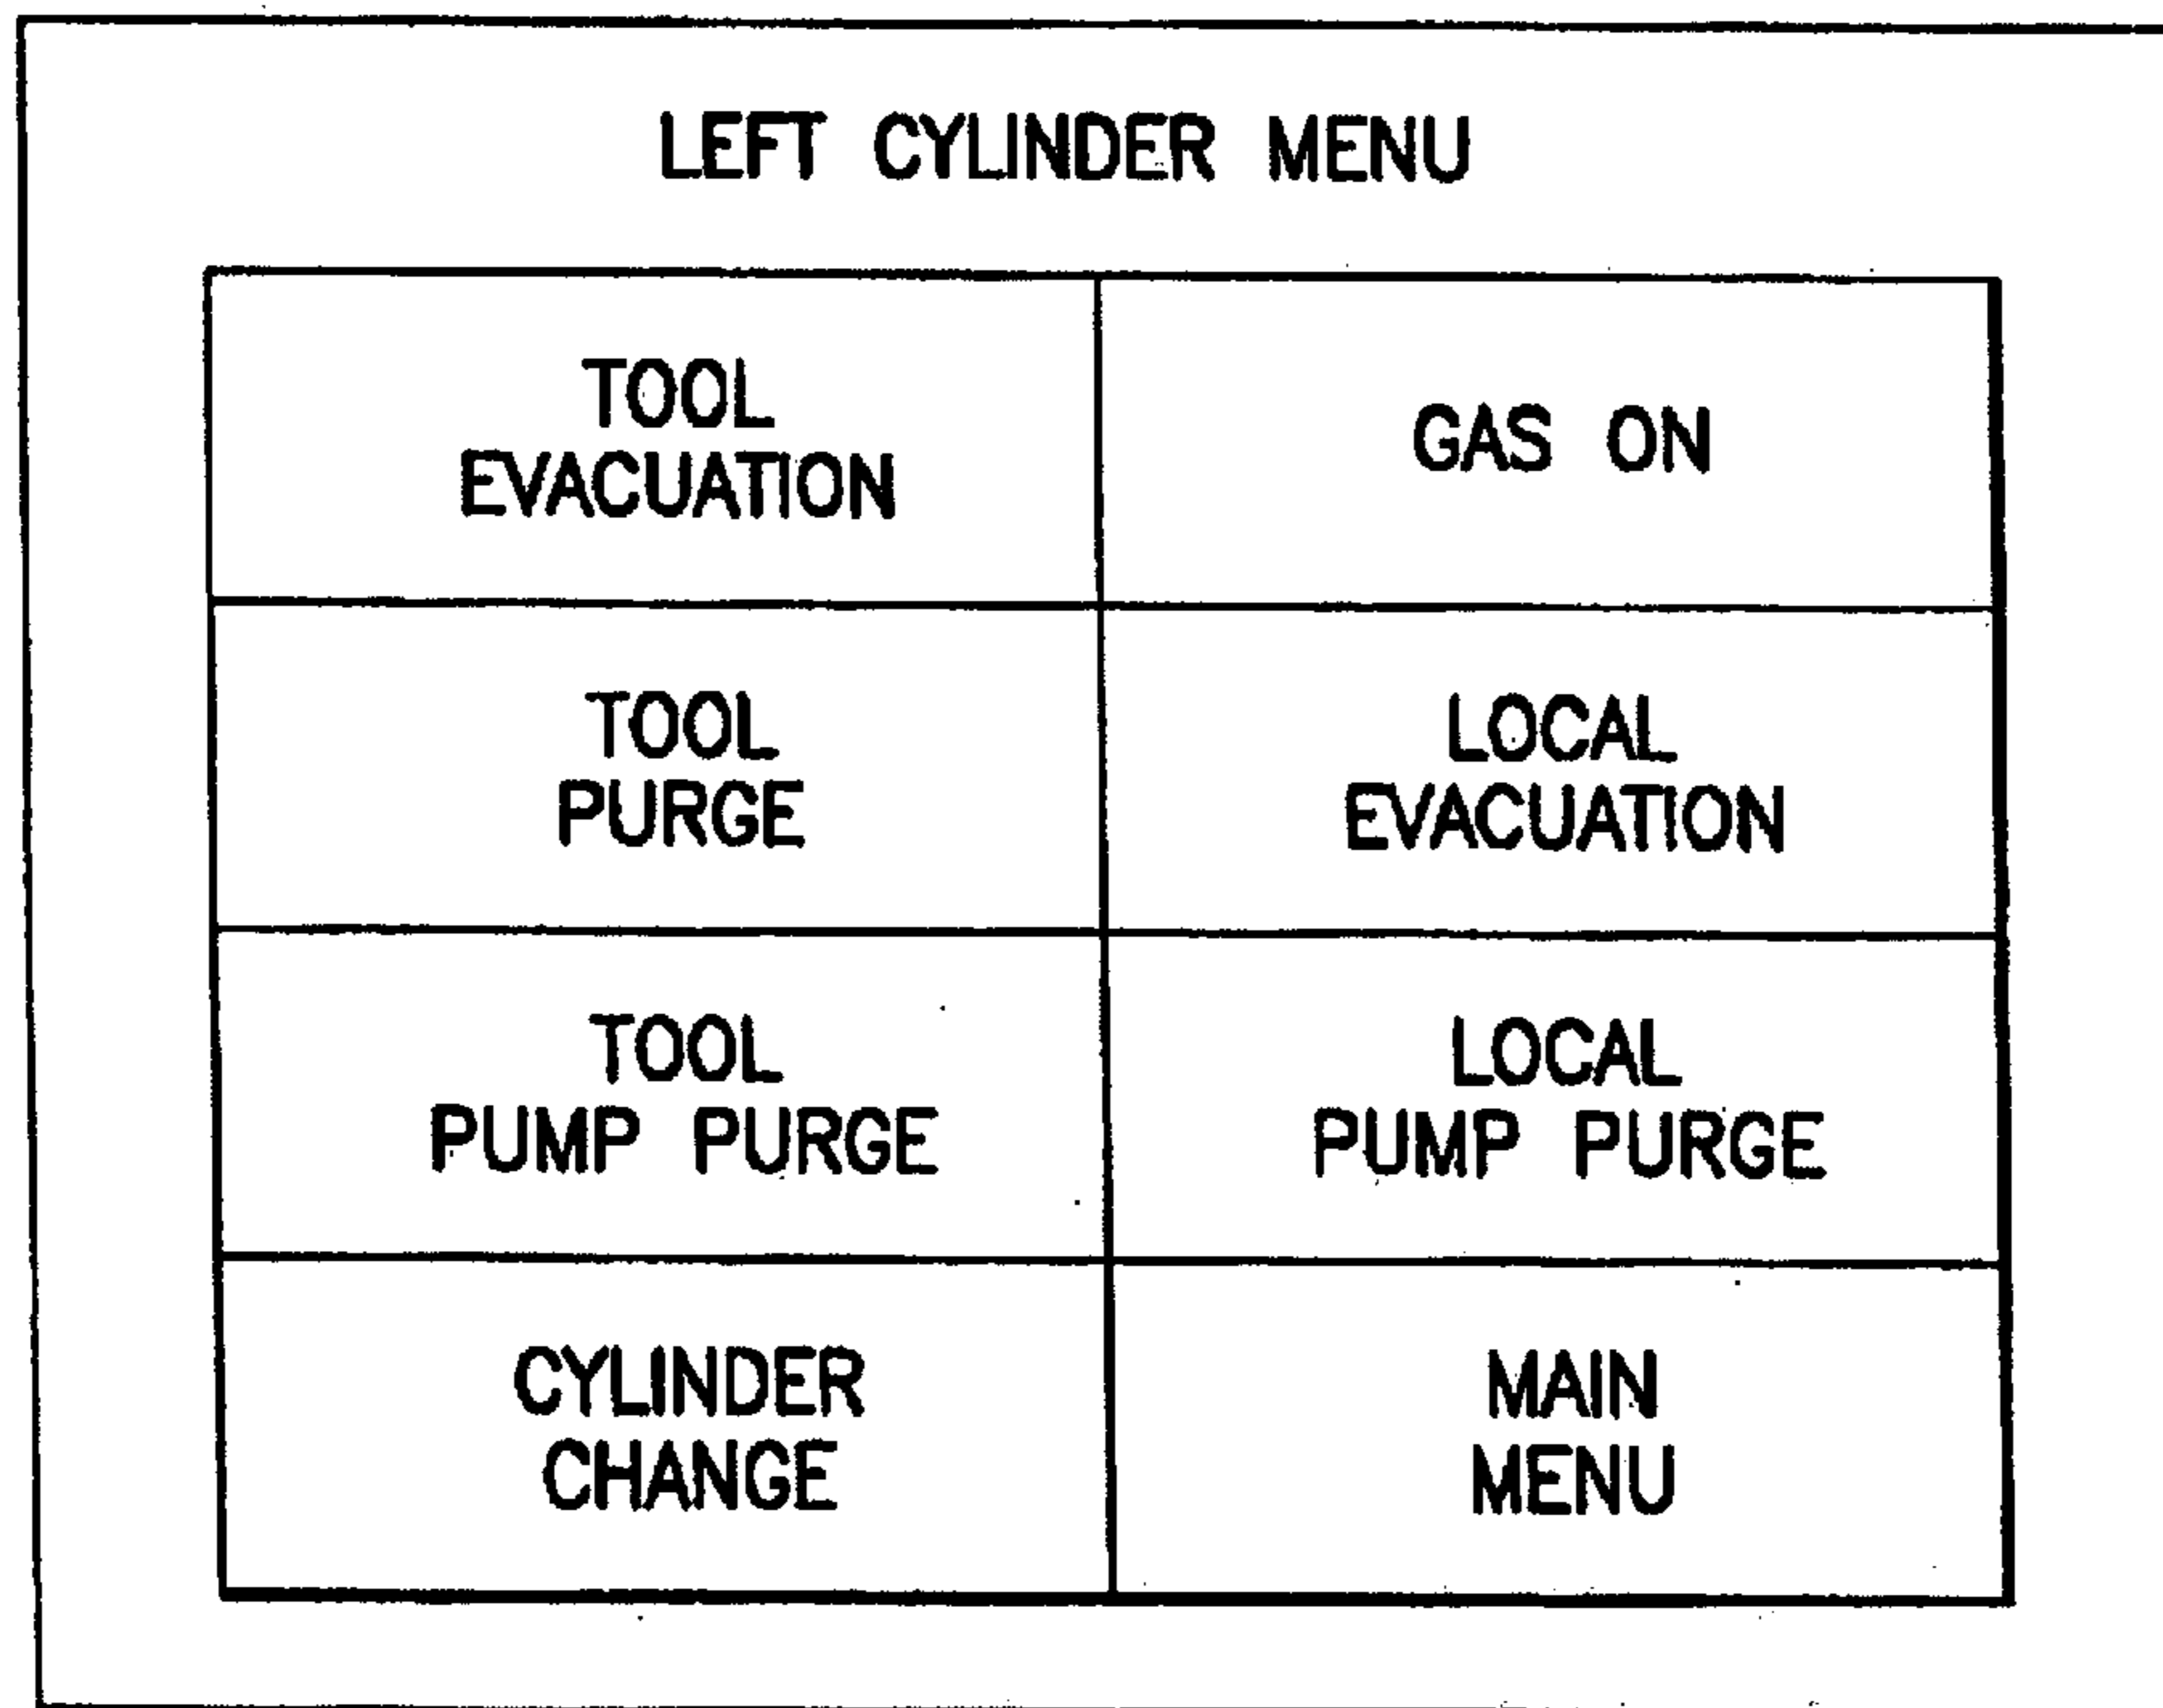 LEFT CYLINDER MENU
TOOL
EVACUATION
GAS ON
TOOL
PURGE
LOCAL
EVACUATION
TOOL
PUMP PURGE
LOCAL
PUMP PURGE
CYLINDER
CHANGE
MAIN
MENU